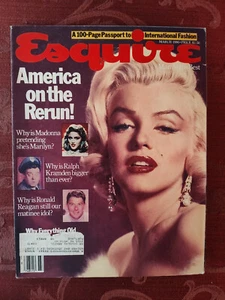 A 100-Page Passport to International Fashion
Esquire
America
on the
Rerun!
Why is Madonna
pretending
she's Marilyn?
Why is Ralph
Kramden bigger
than ever?
Why is Ronald
Reagan still our
matinee idol?
Why Everything Old